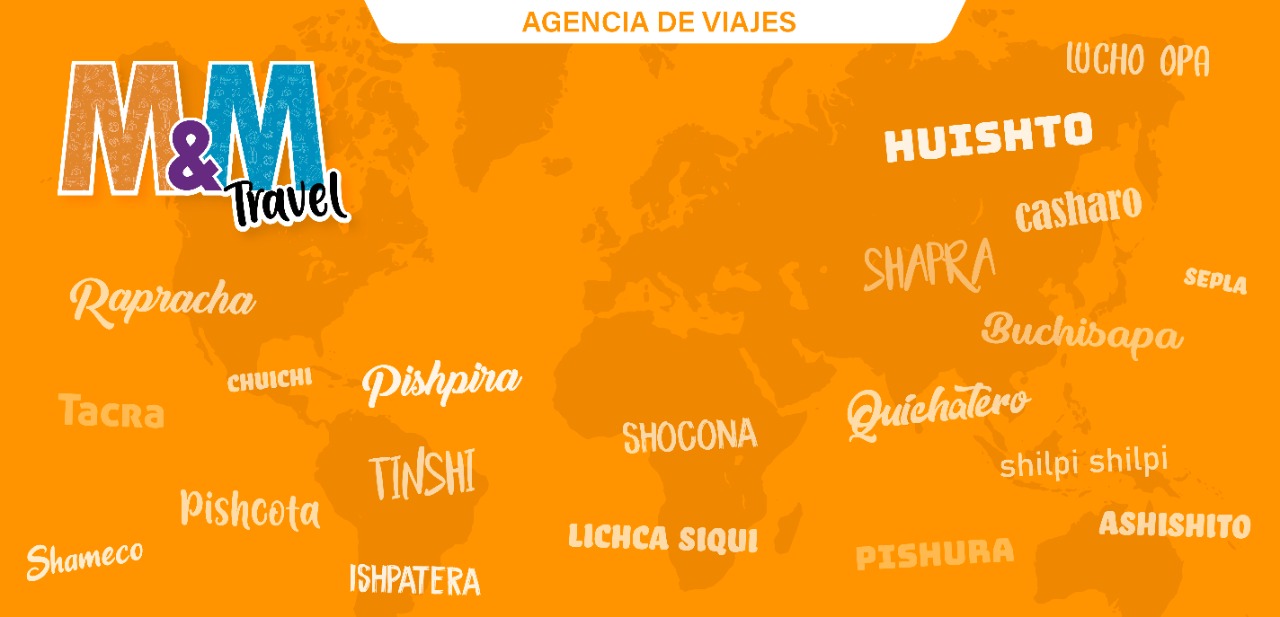 AGENCIA DE VIAJES
LUCHO OPA
M&M
Travel
HUISHTO
casharo
SHAPRA
SEPLA
Rapracha
Buchisapa
CHUICHI
Pishpira
Tacra
Quichatero
SHOCONA
TINSHI
shilpi shilpi
Pishcota
ASHISHITO
LICHCA SIQUI
PISHURA
Shameco
ISHPATERA